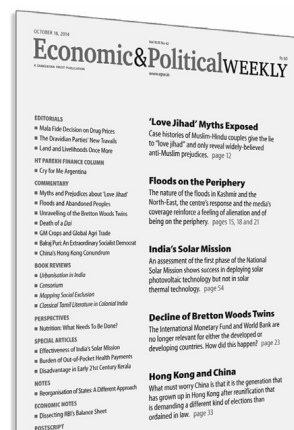 OCTOBER 18, 2014
Economic&PoliticalWEEKLY
A SAMEEKSHA TRUST PUBLICATION
www.epw.in
EDITORIALS
■ Mala Fide Decision on Drug Prices
■ The Dravidian Parties' New Travails
■ Land and Livelihoods Once More
HT PAREKH FINANCE COLUMN
■ Cry for Me Argentina
COMMENTARY
■ Myths and Prejudices about 'Love Jihad'
■ Floods and Abandoned Peoples
■ Unravelling of the Bretton Woods Twins
■ Death of a Dai
■ GM Crops and Global Agri Trade
■ Balraj Puri: An Extraordinary Socialist Democrat
■ China's Hong Kong Conundrum
BOOK REVIEWS
■ Urbanisation in India
■ Censorium
■ Mapping Social Exclusion
■ Classical Tamil Literature in Colonial India
PERSPECTIVES
■ Nutrition: What Needs To Be Done?
SPECIAL ARTICLES
■ Effectiveness of India's Solar Mission
■ Burden of Out-of-Pocket Health Payments
■ Disadvantage in Early 21st Century Kerala
NOTES
■ Reorganisation of States: A Different Approach
ECONOMIC NOTES
■ Dissecting RBI's Balance Sheet
POSTSCRIPT
'Love Jihad' Myths Exposed
Case histories of Muslim-Hindu couples give the lie
to "love jihad" and only reveal widely-believed
anti-Muslim prejudices. page 12
Floods on the Periphery
The nature of the floods in Kashmir and the
North-East, the centre's response and the media's
coverage reinforce a feeling of alienation and of
being on the periphery. pages 15, 18 and 21
India's Solar Mission
An assessment of the first phase of the National
Solar Mission shows success in deploying solar
photovoltaic technology but not in solar
thermal technology. page 54
Decline of Bretton Woods Twins
The International Monetary Fund and World Bank are
no longer relevant for either the developed or
developing countries. How did this happen? page 23
Hong Kong and China
What must worry China is that it is the generation that
has grown up in Hong Kong after reunification that
is demanding a different kind of elections than
ordained in law. page 33